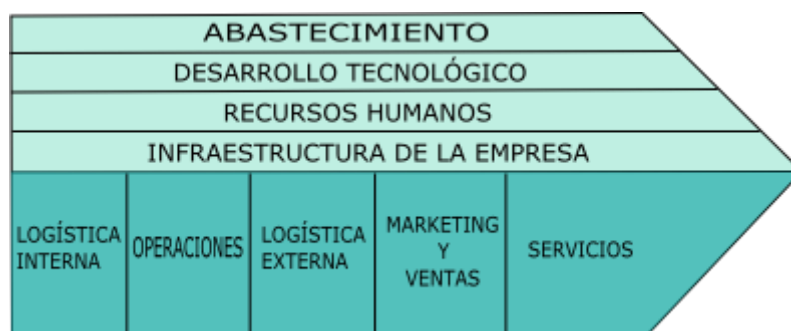 ABASTECIMIENTO
DESARROLLO TECNOLÓGICO
RECURSOS HUMANOS
INFRAESTRUCTURA DE LA EMPRESA
LOGÍSTICA
INTERNA
OPERACIONES
LOGÍSTICA
EXTERNA
MARKETING
Y
VENTAS
SERVICIOS